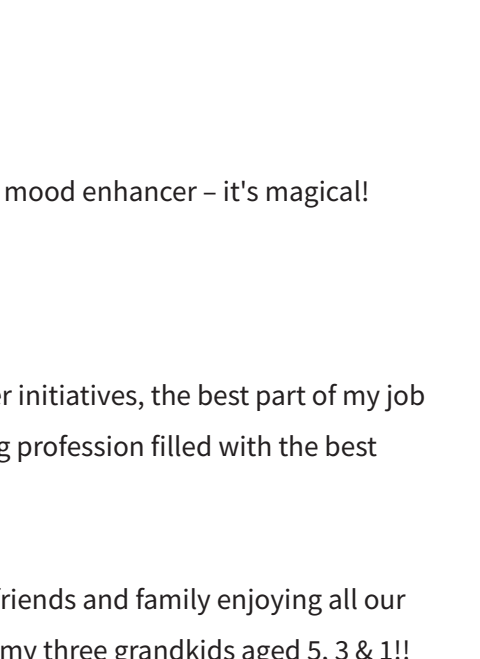 mood enhancer – it's magical!
initiatives, the best part of my job
profession filled with the best
friends and family enjoying all our
my three grandkids aged 5, 3 & 1!!